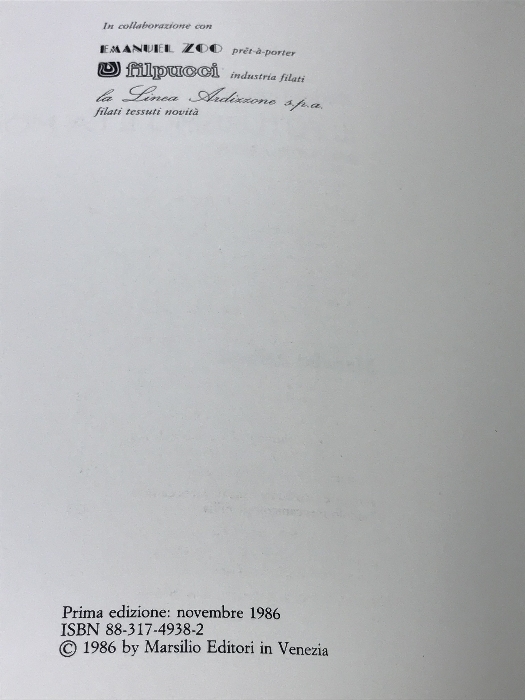 In collaborazione con
EMANUEL ZOO prêt-à-porter
filpucci industria filati
la Linea Ardizzone s.p.a.
filati tessuti novità
Prima edizione: novembre 1986
ISBN 88-317-4938-2
© 1986 by Marsilio Editori in Venezia